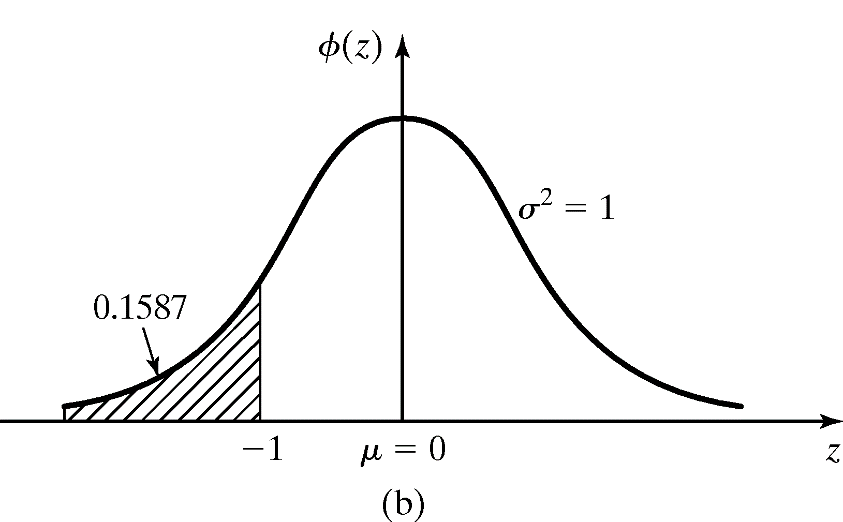 ϕ(z)
σ² = 1
0.1587
−1
μ = 0
z
(b)